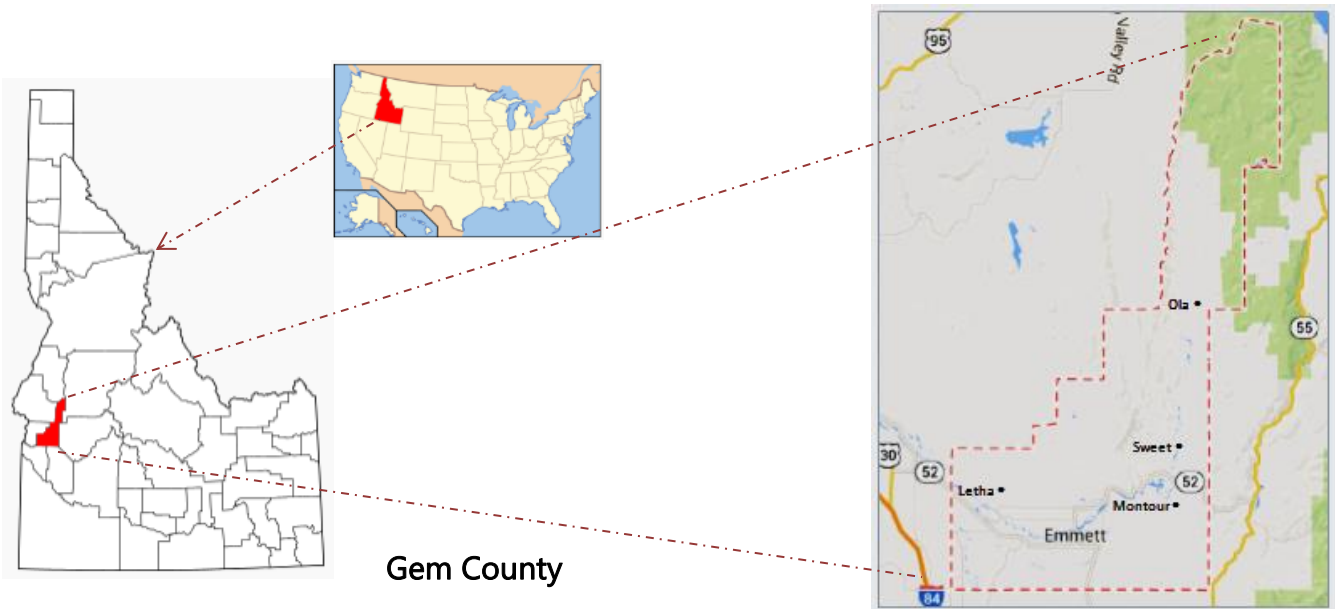 95
Valley Rd
Ola
55
Sweet
30
52
52
Letha
Montour
Emmett
84
Gem County